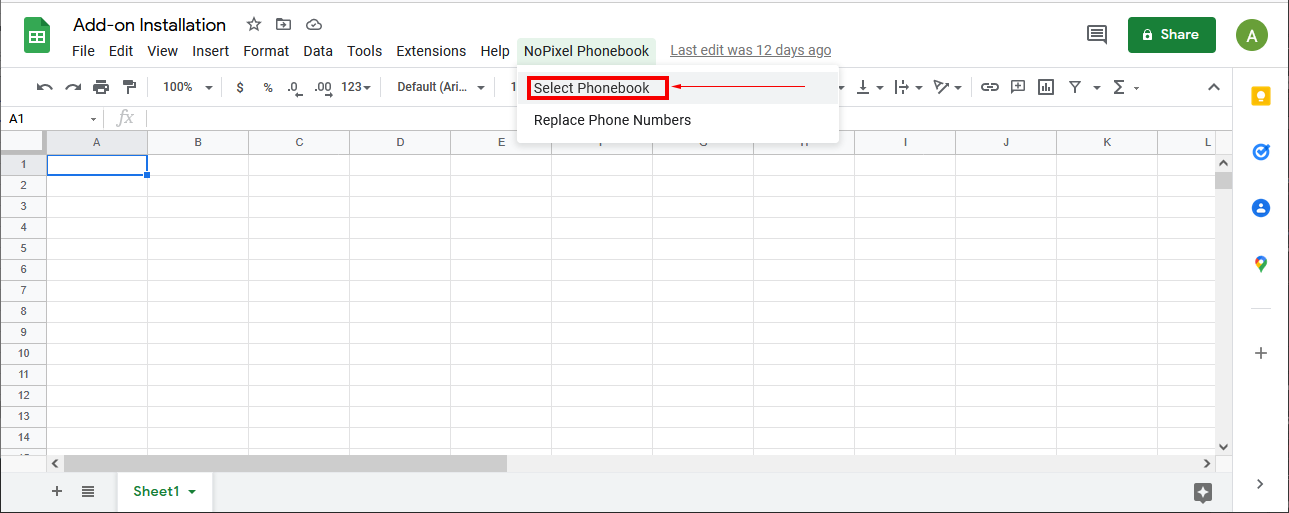 Add-on Installation
File Edit View Insert Format Data Tools Extensions Help NoPixel Phonebook Last edit was 12 days ago
Share
A
100% $ % .0 .00 123 Default (Ari... 1
Select Phonebook
Replace Phone Numbers
A1 fx
A B C D E F G H I J K L
1
2
3
4
5
6
7
8
9
10
11
12
13
14
Sheet1